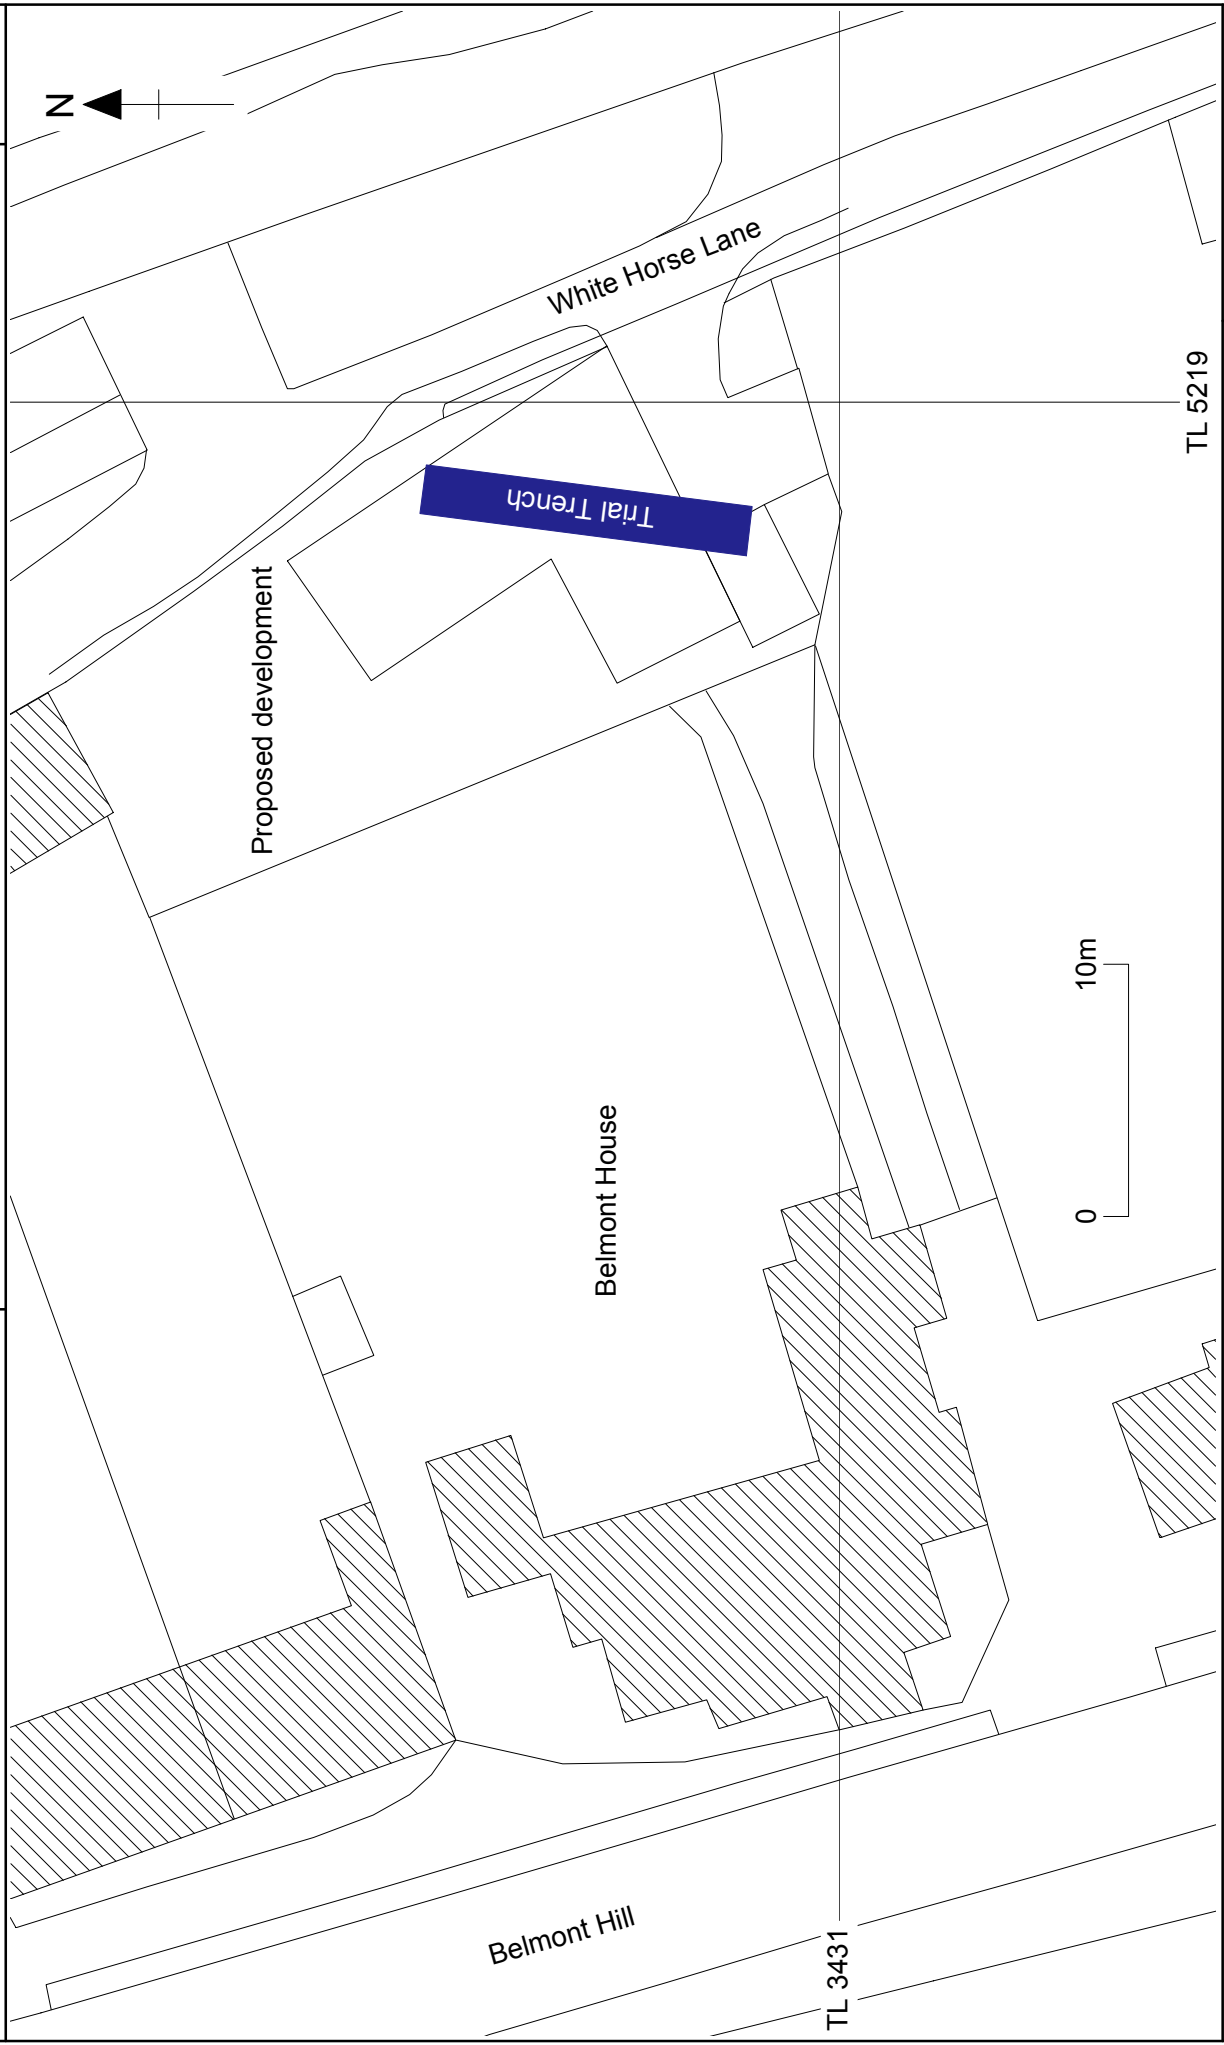 N
White Horse Lane
TL 5219
Trial Trench
Proposed development
10m
0
Belmont House
Belmont Hill
TL 3431